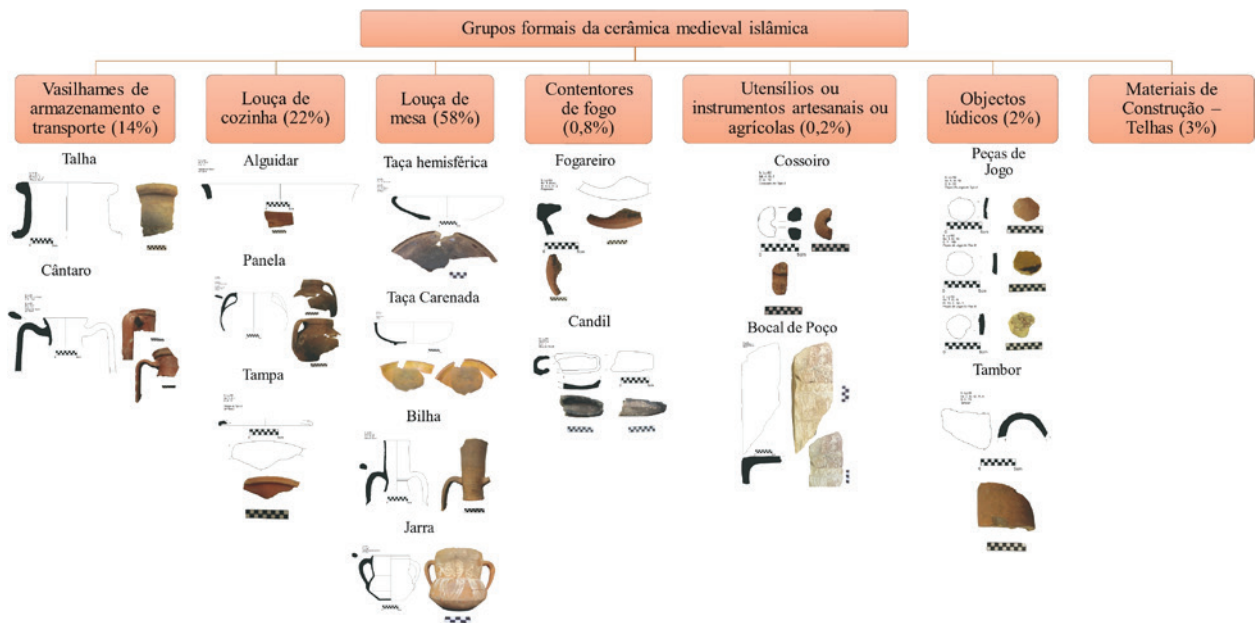 Grupos formais da cerâmica medieval islâmica
Vasilhames de
armazenamento e
transporte (14%)
Louça de
cozinha (22%)
Louça de
mesa (58%)
Contentores
de fogo
(0,8%)
Utensílios ou
instrumentos artesanais ou
agrícolas (0,2%)
Objectos
lúdicos (2%)
Materiais de
Construção –
Telhas (3%)
Talha
Cântaro
Alguidar
Panela
Tampa
Taça hemisférica
Taça Carenada
Bilha
Jarra
Fogareiro
Candil
Cossoiro
Bocal de Poço
Peças de
Jogo
Tambor